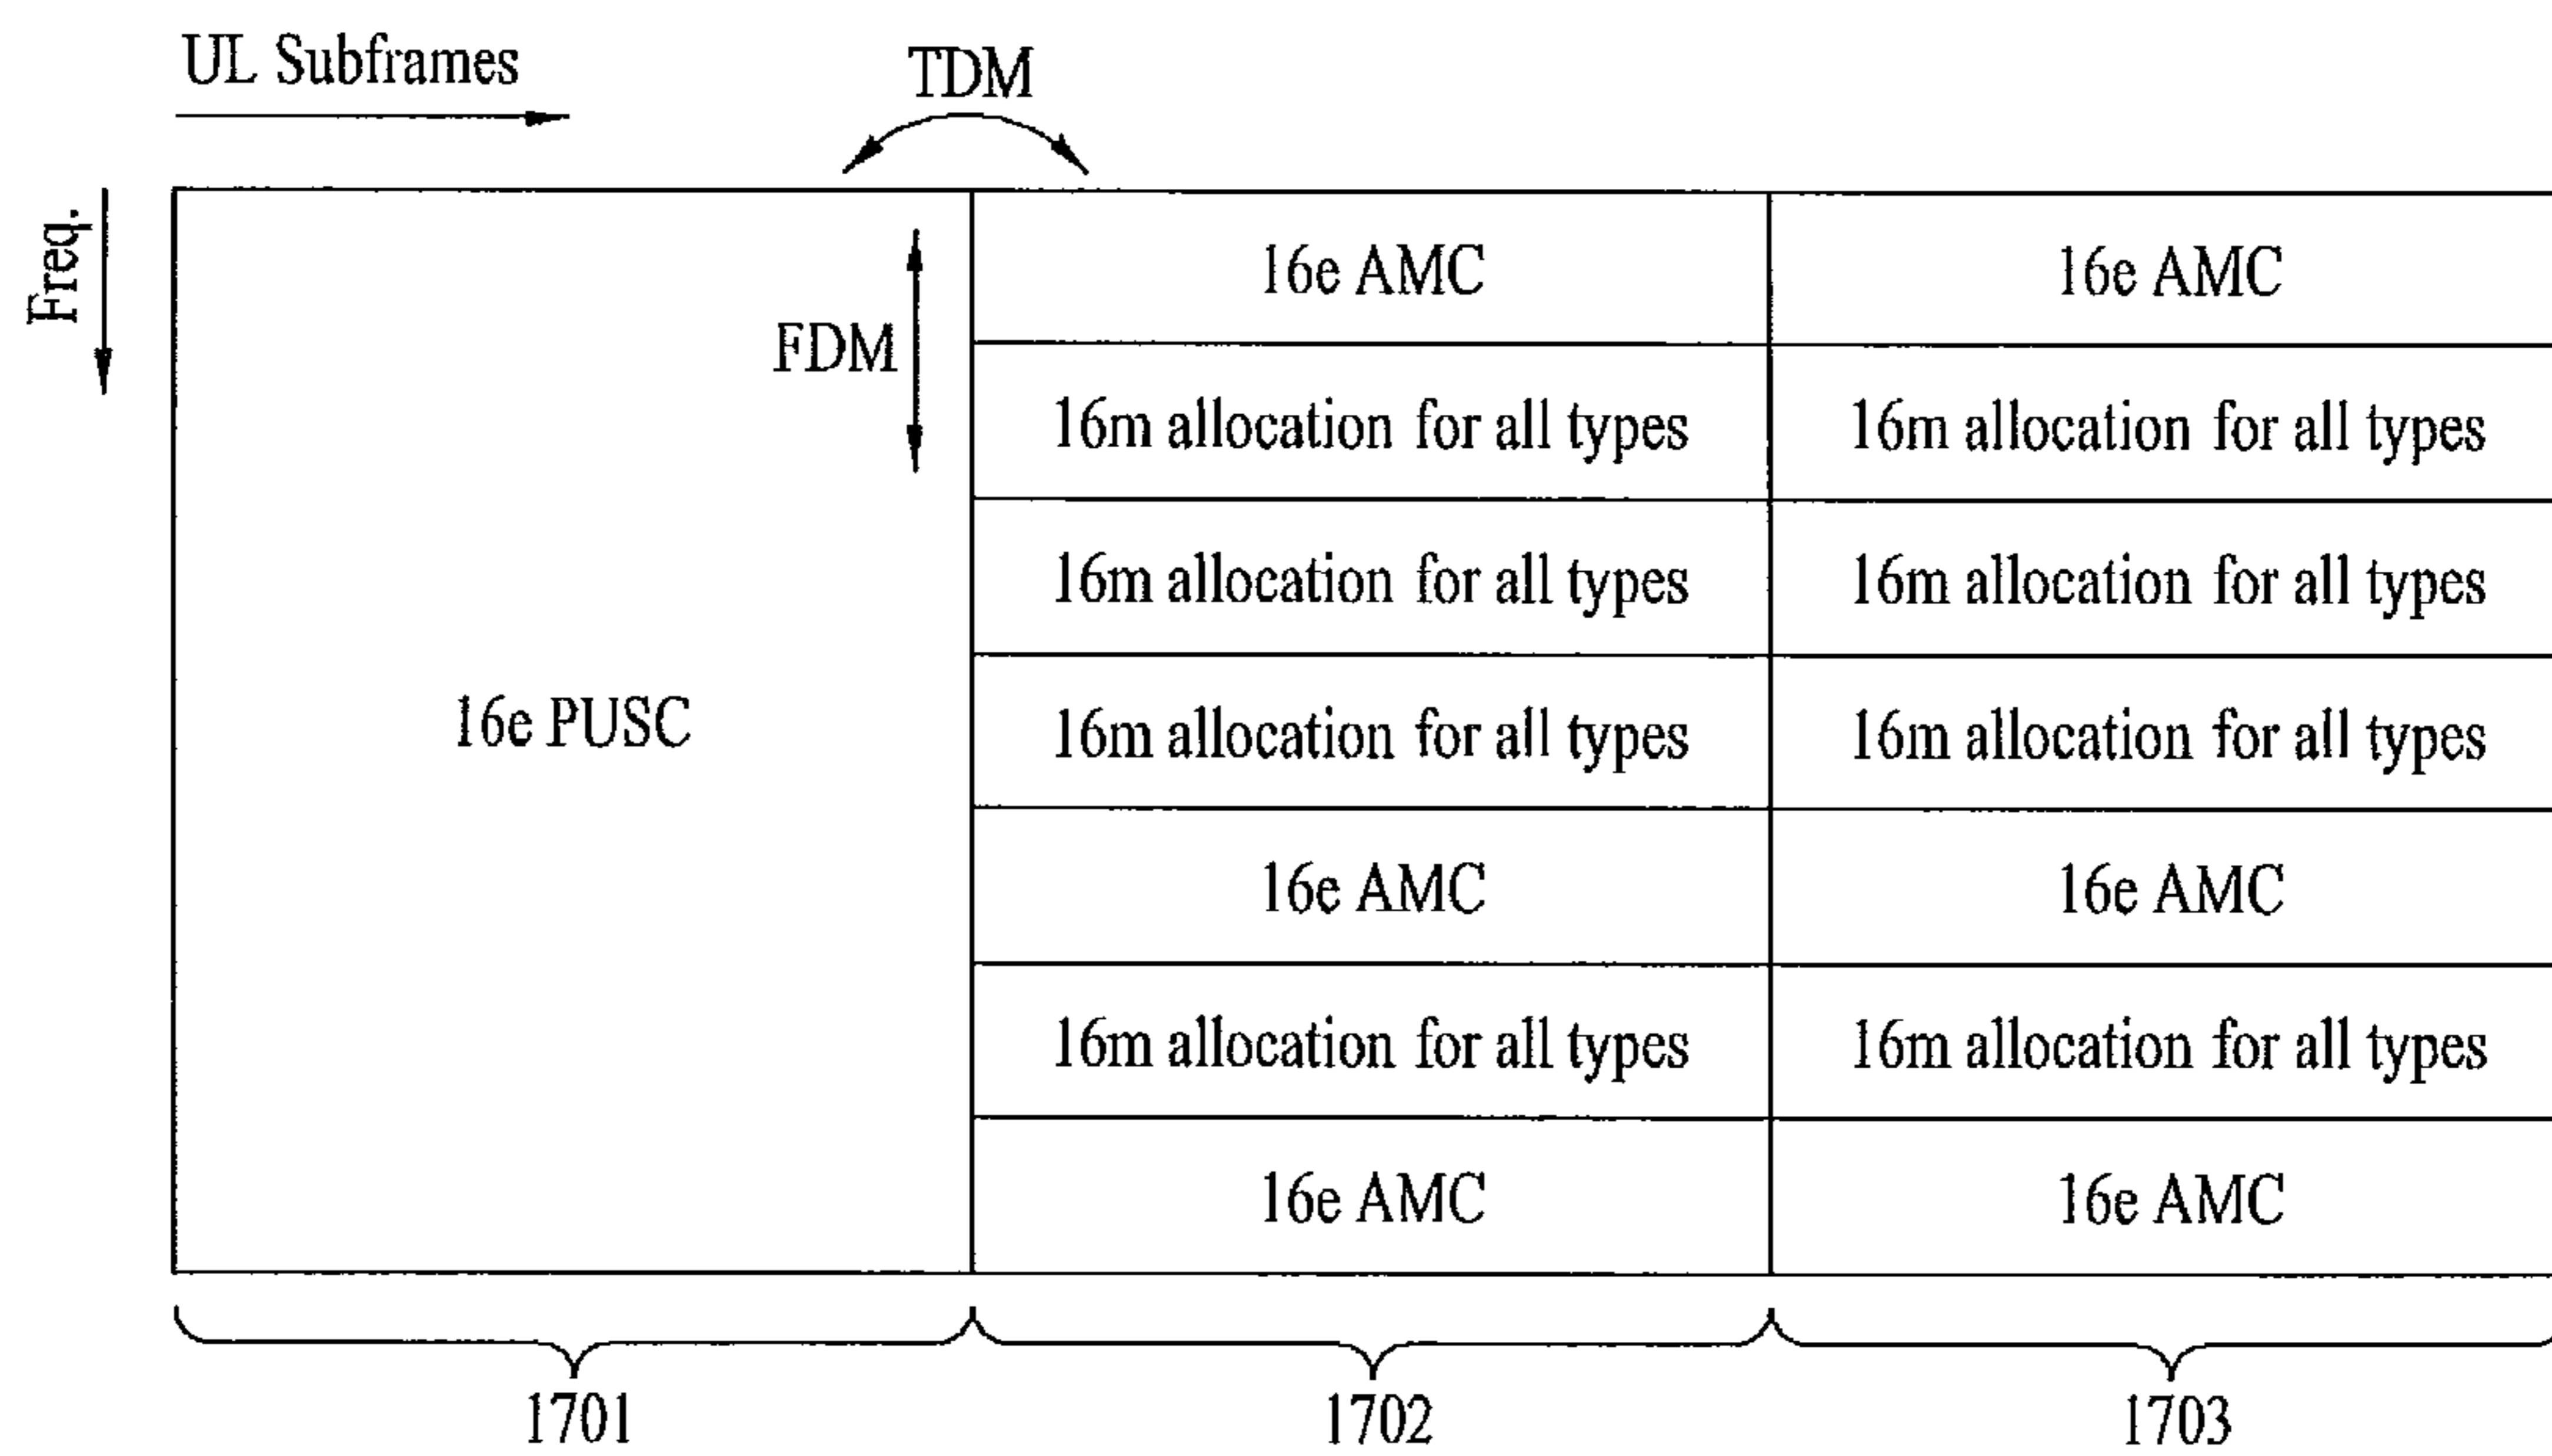 UL Subframes
TDM
Freq.
FDM
16e PUSC
16e AMC
16e AMC
16m allocation for all types
16m allocation for all types
16m allocation for all types
16m allocation for all types
16m allocation for all types
16m allocation for all types
16e AMC
16e AMC
16m allocation for all types
16m allocation for all types
16e AMC
16e AMC
1701
1702
1703